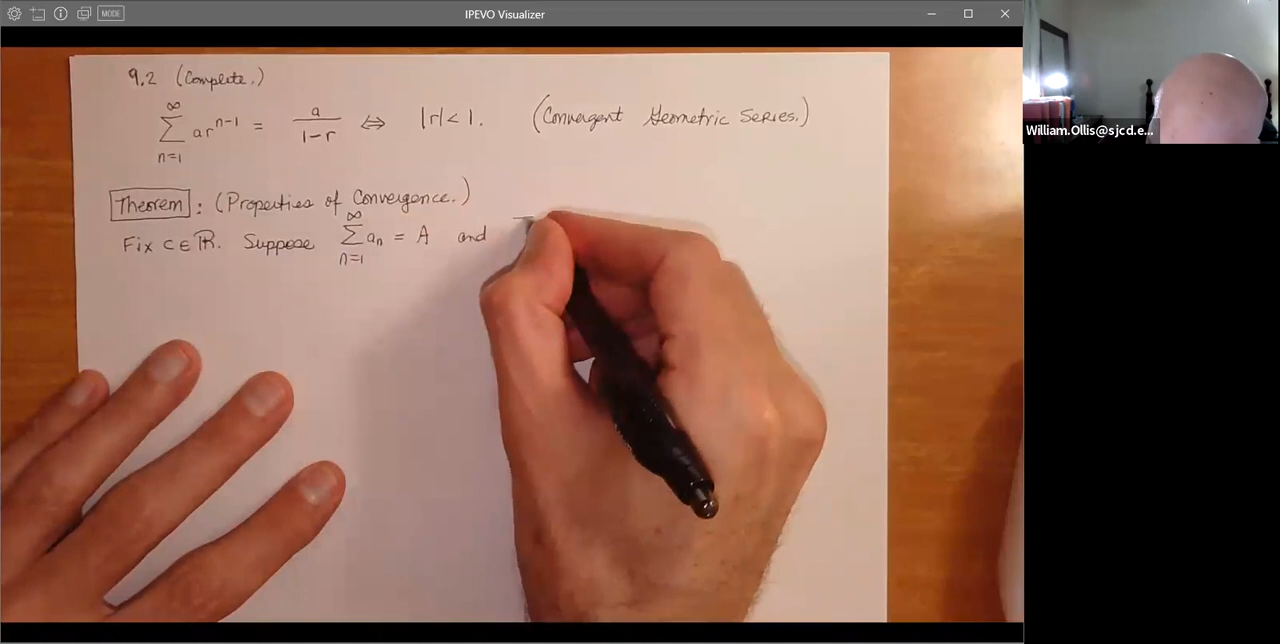 MODE
IPEVO Visualizer
9.2 (Complete.)
∞
∑ ar^{n-1} = a/(1-r) ⇔ |r| < 1. (Convergent Geometric Series.)
n=1
Theorem : (Properties of Convergence.)
∞
Fix c∈ℝ. Suppose ∑ a_n = A and
n=1
William.Ollis@sjcd.e...